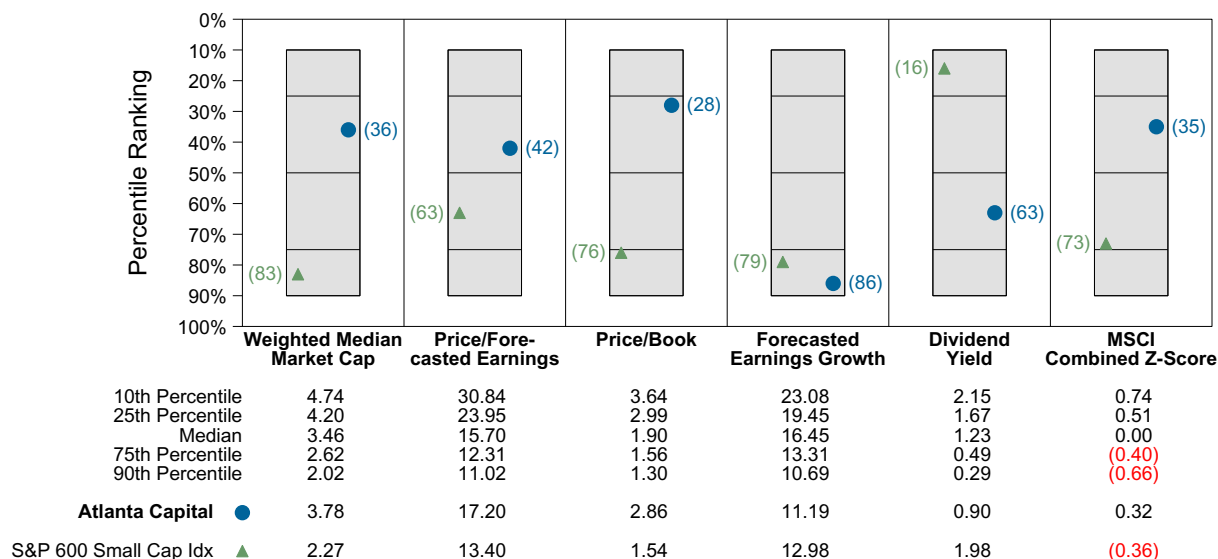 Percentile Ranking
0%
10%
20%
30%
40%
50%
60%
70%
80%
90%
100%
(36)
(83)
(42)
(63)
(28)
(76)
(79)
(86)
(16)
(63)
(35)
(73)
Weighted Median
Market Cap
Price/Fore-
casted Earnings
Price/Book
Forecasted
Earnings Growth
Dividend
Yield
MSCI
Combined Z-Score
10th Percentile 4.74 30.84 3.64 23.08 2.15 0.74
25th Percentile 4.20 23.95 2.99 19.45 1.67 0.51
Median 3.46 15.70 1.90 16.45 1.23 0.00
75th Percentile 2.62 12.31 1.56 13.31 0.49 (0.40)
90th Percentile 2.02 11.02 1.30 10.69 0.29 (0.66)
Atlanta Capital 3.78 17.20 2.86 11.19 0.90 0.32
S&P 600 Small Cap Idx 2.27 13.40 1.54 12.98 1.98 (0.36)